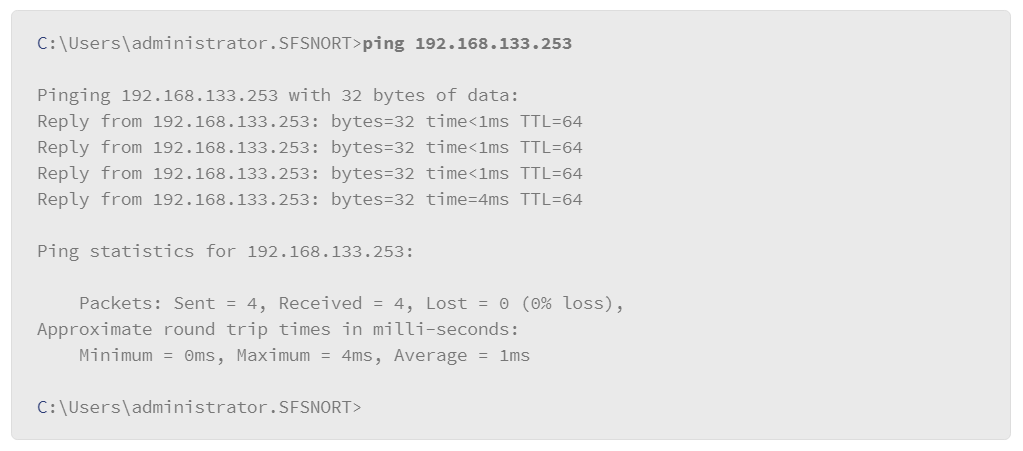 C:\Users\administrator.SFSNORT>ping 192.168.133.253
Pinging 192.168.133.253 with 32 bytes of data:
Reply from 192.168.133.253: bytes=32 time<1ms TTL=64
Reply from 192.168.133.253: bytes=32 time<1ms TTL=64
Reply from 192.168.133.253: bytes=32 time<1ms TTL=64
Reply from 192.168.133.253: bytes=32 time=4ms TTL=64
Ping statistics for 192.168.133.253:
    Packets: Sent = 4, Received = 4, Lost = 0 (0% loss),
Approximate round trip times in milli-seconds:
    Minimum = 0ms, Maximum = 4ms, Average = 1ms
C:\Users\administrator.SFSNORT>